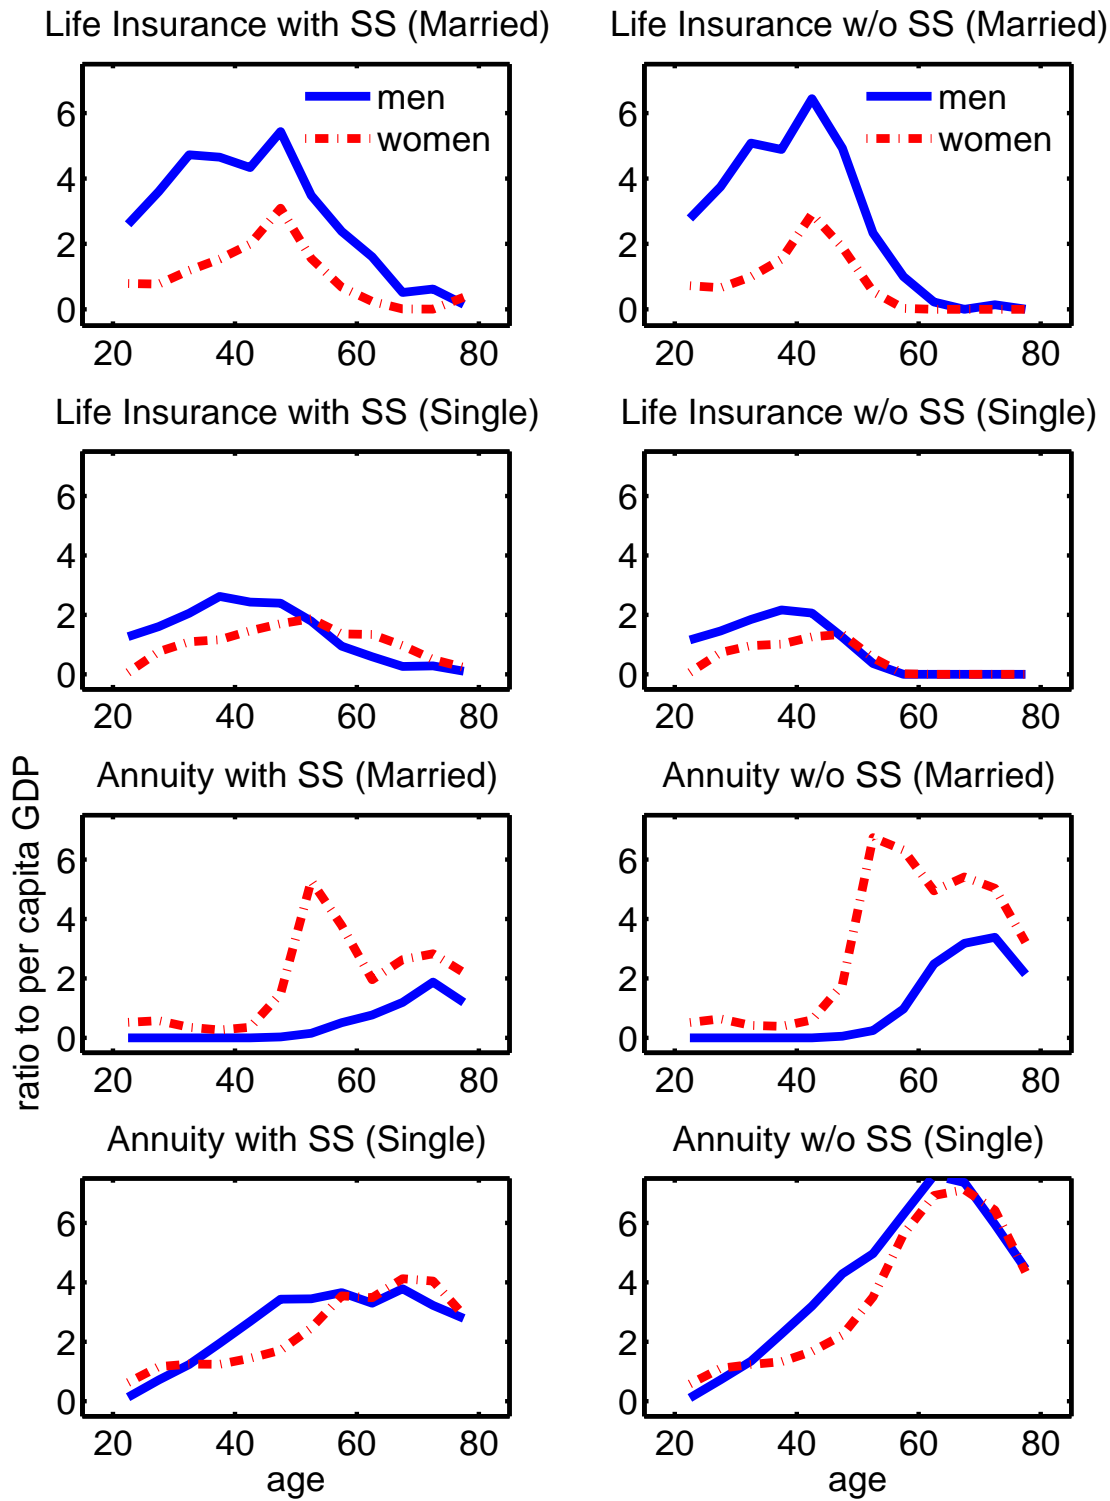 Life Insurance with SS (Married)
6
4
2
0
20 40 60 80
men
women
Life Insurance w/o SS (Married)
6
4
2
0
20 40 60 80
men
women
Life Insurance with SS (Single)
6
4
2
0
20 40 60 80
Life Insurance w/o SS (Single)
6
4
2
0
20 40 60 80
ratio to per capita GDP
Annuity with SS (Married)
6
4
2
0
20 40 60 80
Annuity w/o SS (Married)
6
4
2
0
20 40 60 80
Annuity with SS (Single)
6
4
2
0
20 40 60 80
age
Annuity w/o SS (Single)
6
4
2
0
20 40 60 80
age